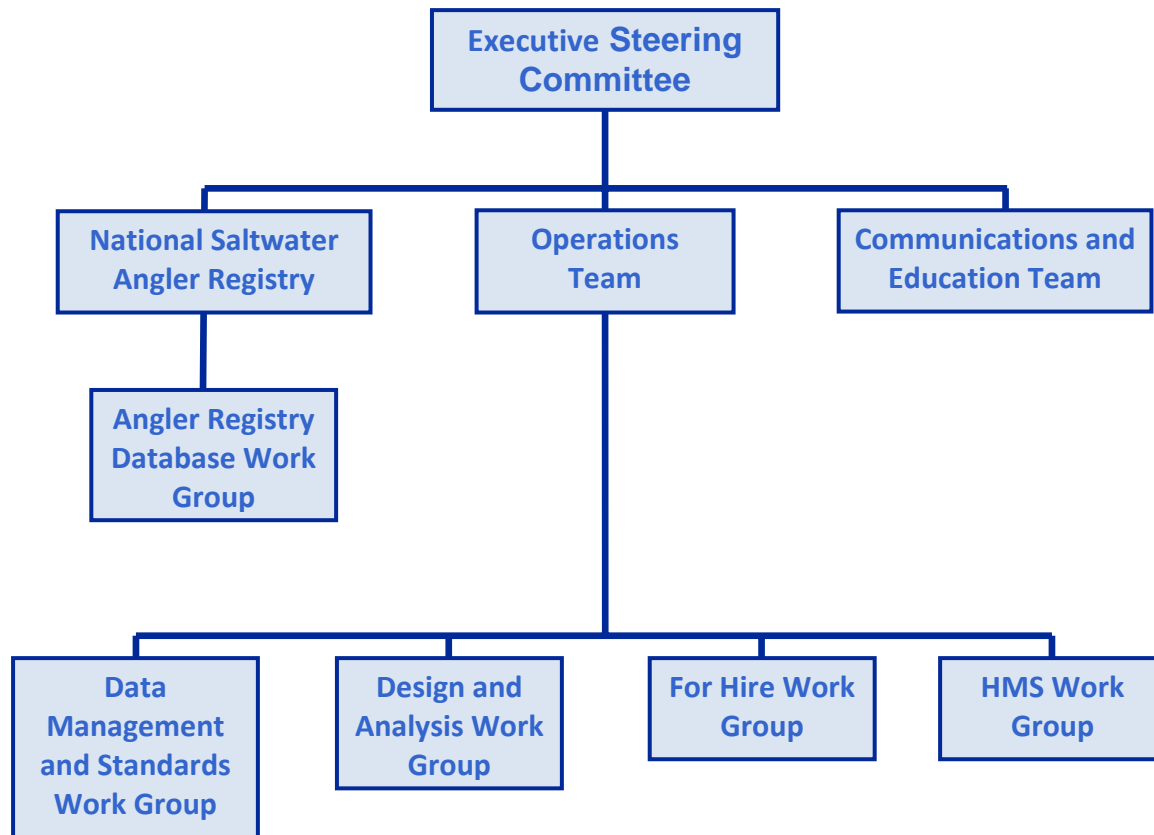 Executive Steering
Committee
National Saltwater
Angler Registry
Operations
Team
Communications and
Education Team
Angler Registry
Database Work
Group
Data
Management
and Standards
Work Group
Design and
Analysis Work
Group
For Hire Work
Group
HMS Work
Group